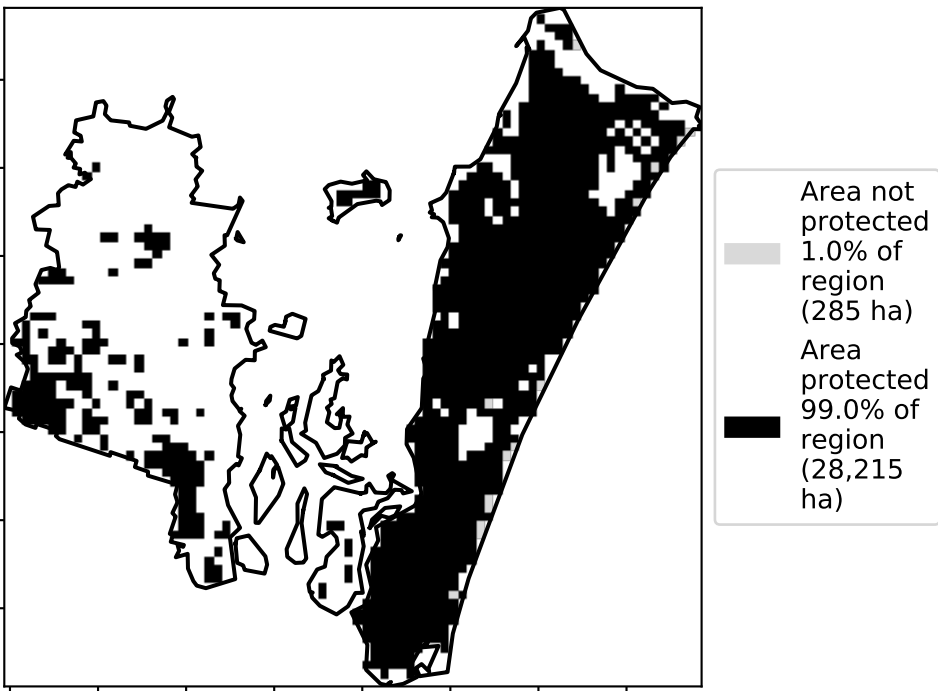 Area not
protected
1.0% of
region
(285 ha)
Area
protected
99.0% of
region
(28,215
ha)